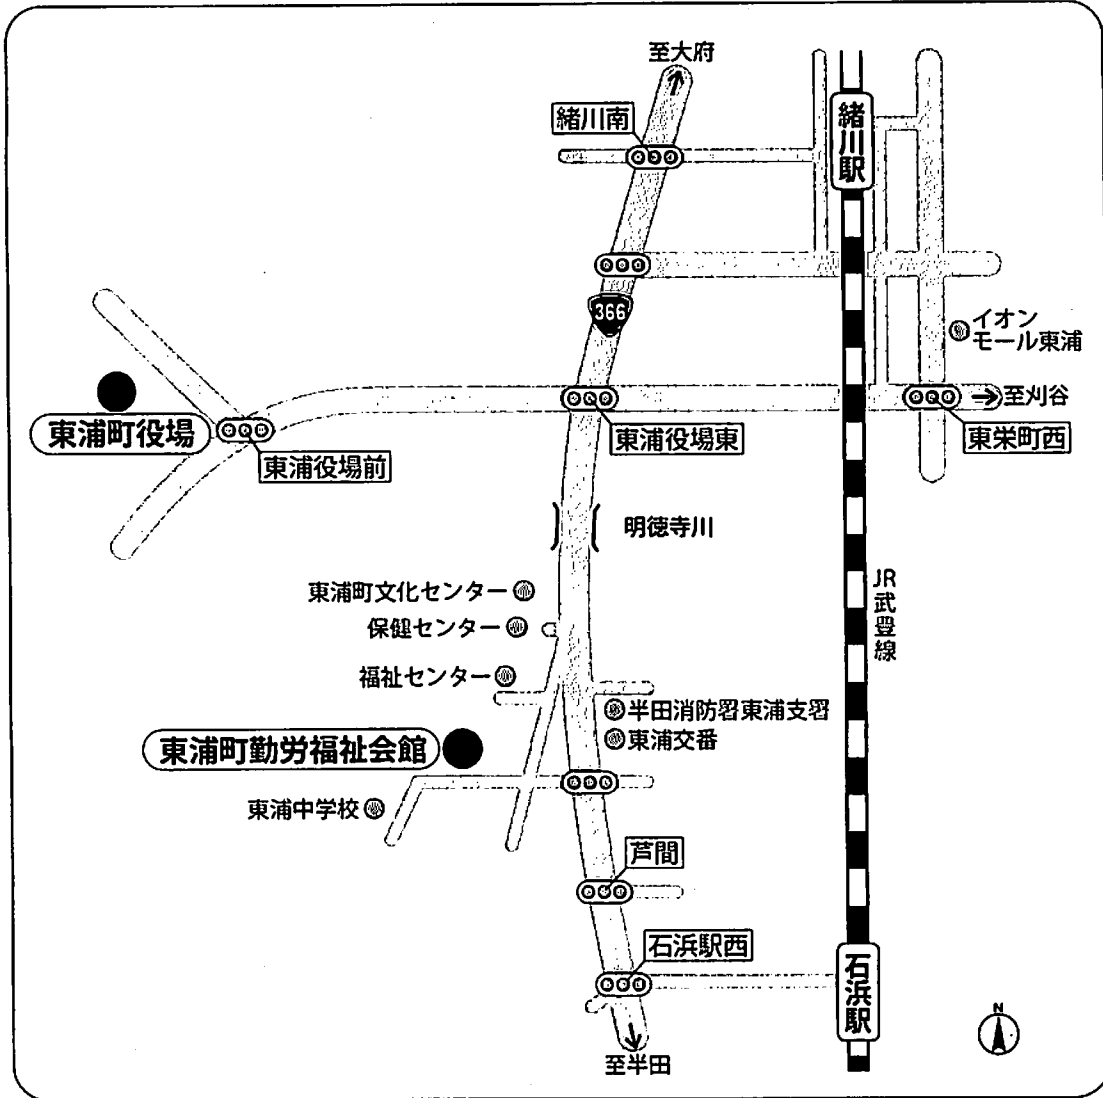 至大府
緒川南
緒川駅
366
イオン
モール東浦
至刈谷
東浦町役場
東浦役場前
東浦役場東
東栄町西
明徳寺川
JR武豊線
東浦町文化センター
保健センター
福祉センター
半田消防署東浦支署
東浦交番
東浦町勤労福祉会館
東浦中学校
芦間
石浜駅西
石浜駅
N
至半田